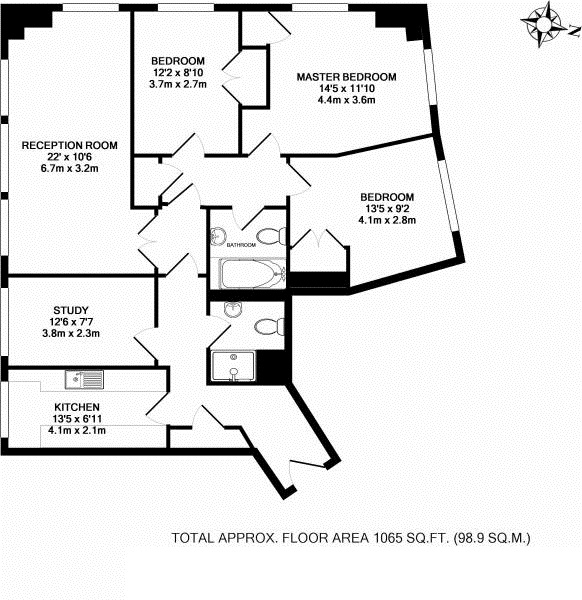 N
BEDROOM
12'2 x 8'10
3.7m x 2.7m
MASTER BEDROOM
14'5 x 11'10
4.4m x 3.6m
RECEPTION ROOM
22' x 10'6
6.7m x 3.2m
BEDROOM
13'5 x 9'2
4.1m x 2.8m
BATHROOM
STUDY
12'6 x 7'7
3.8m x 2.3m
KITCHEN
13'5 x 6'11
4.1m x 2.1m
TOTAL APPROX. FLOOR AREA 1065 SQ.FT. (98.9 SQ.M.)